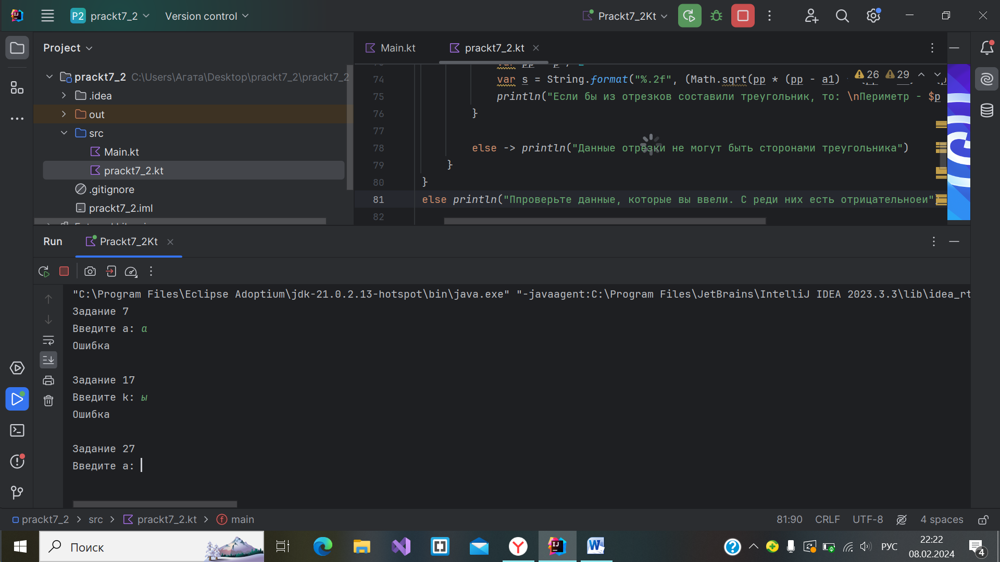 P2 prackt7_2 Version control Prackt7_2Kt
Project
Main.kt prackt7_2.kt
prackt7_2 C:\Users\Агата\Desktop\prackt7_2\prackt7_2
.idea
out
src
Main.kt
prackt7_2.kt
.gitignore
prackt7_2.iml
26 29
74 var s = String.format("%.2f", (Math.sqrt(pp * (pp - a1)
75 println("Если бы из отрезков составили треугольник, то: \nПериметр - $p
76 }
77
78 else -> println("Данные отрезки не могут быть сторонами треугольника")
79 }
80 }
81 else println("Ппроверьте данные, которые вы ввели. С реди них есть отрицательноеи"
82
Run Prackt7_2Kt
"C:\Program Files\Eclipse Adoptium\jdk-21.0.2.13-hotspot\bin\java.exe" "-javaagent:C:\Program Files\JetBrains\IntelliJ IDEA 2023.3.3\lib\idea_rt
Задание 7
Введите a: а
Ошибка
Задание 17
Введите k: ы
Ошибка
Задание 27
Введите a:
prackt7_2 > src > prackt7_2.kt > main
81:90 CRLF UTF-8 4 spaces
Поиск
РУС
22:22
08.02.2024
4